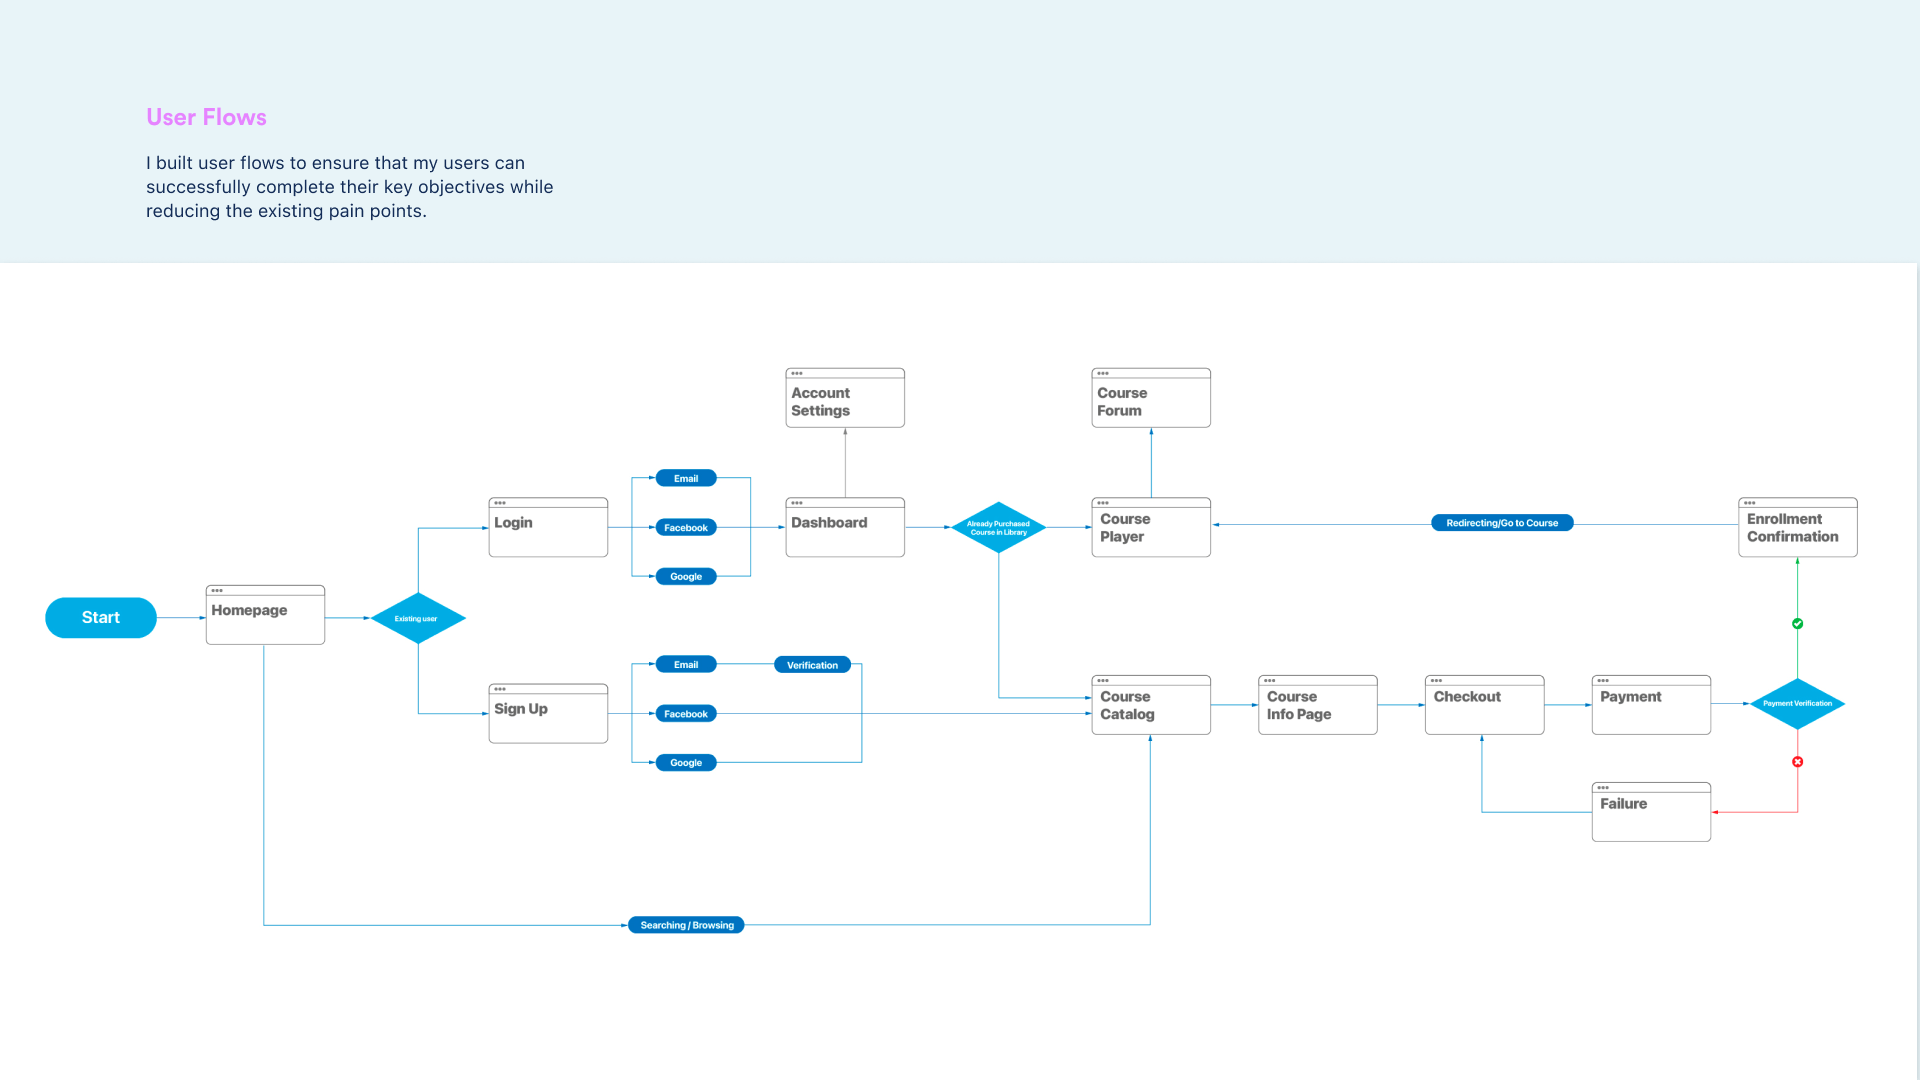 User Flows
I built user flows to ensure that my users can
successfully complete their key objectives while
reducing the existing pain points.
Account
Settings
Course
Forum
Email
Login
Facebook
Google
Dashboard
Already Purchased
Course in Library
Course
Player
Redirecting/Go to Course
Enrollment
Confirmation
Start
Homepage
Existing user
Sign Up
Email
Verification
Facebook
Google
Course
Catalog
Course
Info Page
Checkout
Payment
Payment Verification
Failure
Searching / Browsing